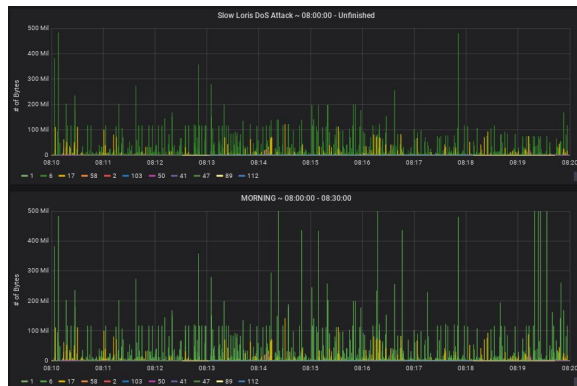 Slow Loris DoS Attack ~ 08:00:00 - Unfinished
500 Mil
400 Mil
300 Mil
200 Mil
100 Mil
0
# of Bytes
08:10 08:11 08:12 08:13 08:14 08:15 08:16 08:17 08:18 08:19 08:20
1 6 17 58 2 103 50 41 47 89 112
MORNING ~ 08:00:00 - 08:30:00
500 Mil
400 Mil
300 Mil
200 Mil
100 Mil
0
# of Bytes
08:10 08:11 08:12 08:13 08:14 08:15 08:16 08:17 08:18 08:19 08:20
1 6 17 58 2 103 50 41 47 89 112